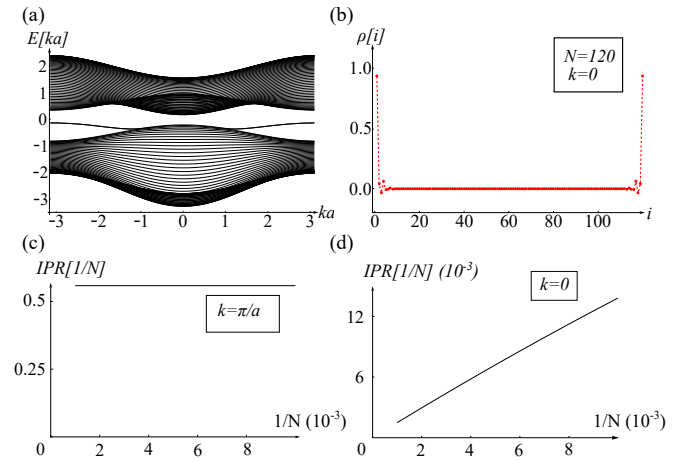 (a)
E[ka]
2
1
0
-1
-2
-3
-3
-2
-1
0
1
2
3
ka
(b)
ρ[i]
1.0
0.5
0.0
0
20
40
60
80
100
i
N=120
k=0
(c)
IPR[1/N]
0.5
0.25
0
2
4
6
8
1/N (10⁻³)
k=π/a
(d)
IPR[1/N] (10⁻³)
12
6
0
2
4
6
8
1/N (10⁻³)
k=0